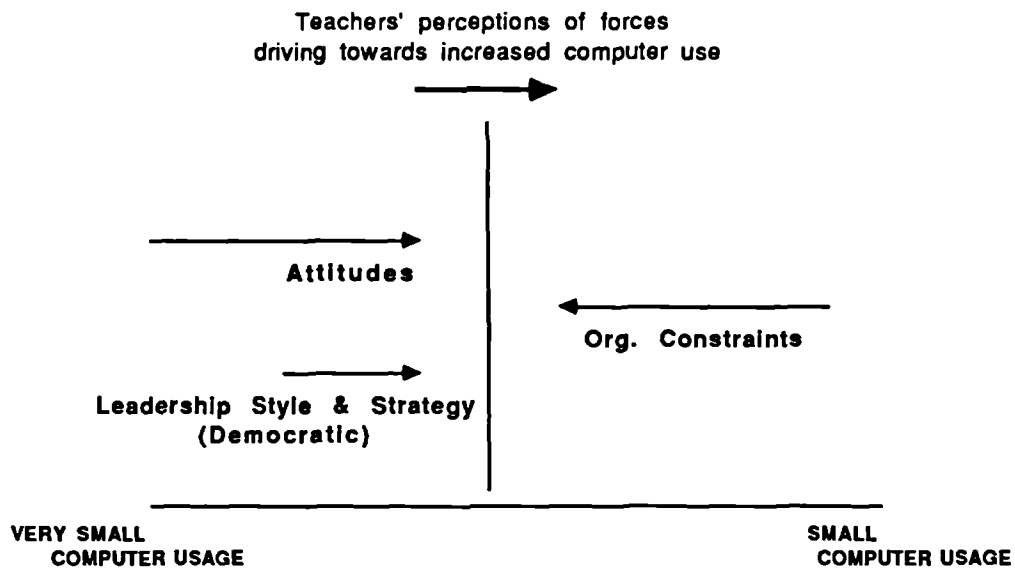 Teachers' perceptions of forces
driving towards increased computer use
Attitudes
Org. Constraints
Leadership Style & Strategy
(Democratic)
VERY SMALL
COMPUTER USAGE
SMALL
COMPUTER USAGE